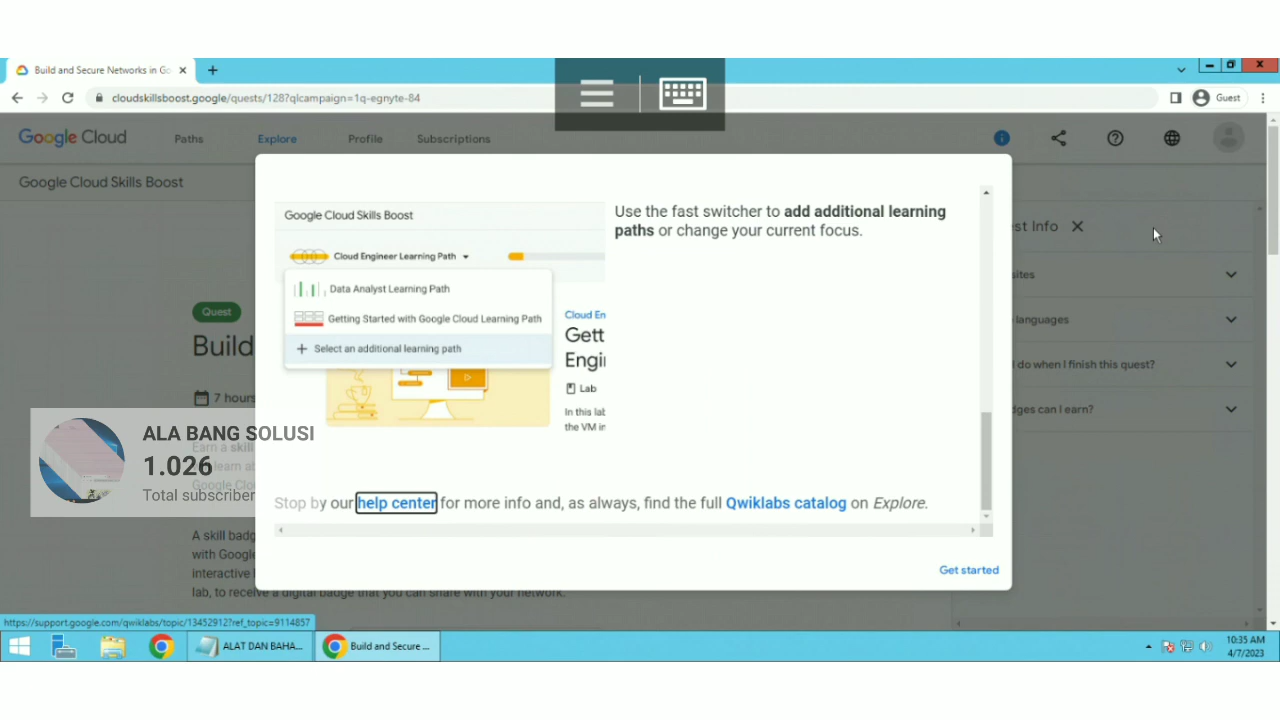 Build and Secure Networks in Go
cloudskillsboost.google/quests/128?qlcampaign=1q-egnyte-84
Guest
Google Cloud
Paths
Explore
Profile
Subscriptions
Google Cloud Skills Boost
Google Cloud Skills Boost
Use the fast switcher to add additional learning
paths or change your current focus.
st Info
Cloud Engineer Learning Path
Data Analyst Learning Path
sites
Quest
Cloud En
Getting Started with Google Cloud Learning Path
languages
Build
Gett
Select an additional learning path
Engin
do when I finish this quest?
Lab
7 hours
In this lab
dges can I earn?
the VM in
ALA BANG SOLUSI
Earn a skill
1.026
learn ab
Google Clo
Total subscriber
Stop by our help center for more info and, as always, find the full Qwiklabs catalog on Explore.
A skill badg
with Google
interactive l
Get started
lab, to receive a digital badge that you can share with your network.
https://support.google.com/qwiklabs/topic/13452912?ref_topic=9114857
ALAT DAN BAHA...
Build and Secure ...
10:35 AM
4/7/2023